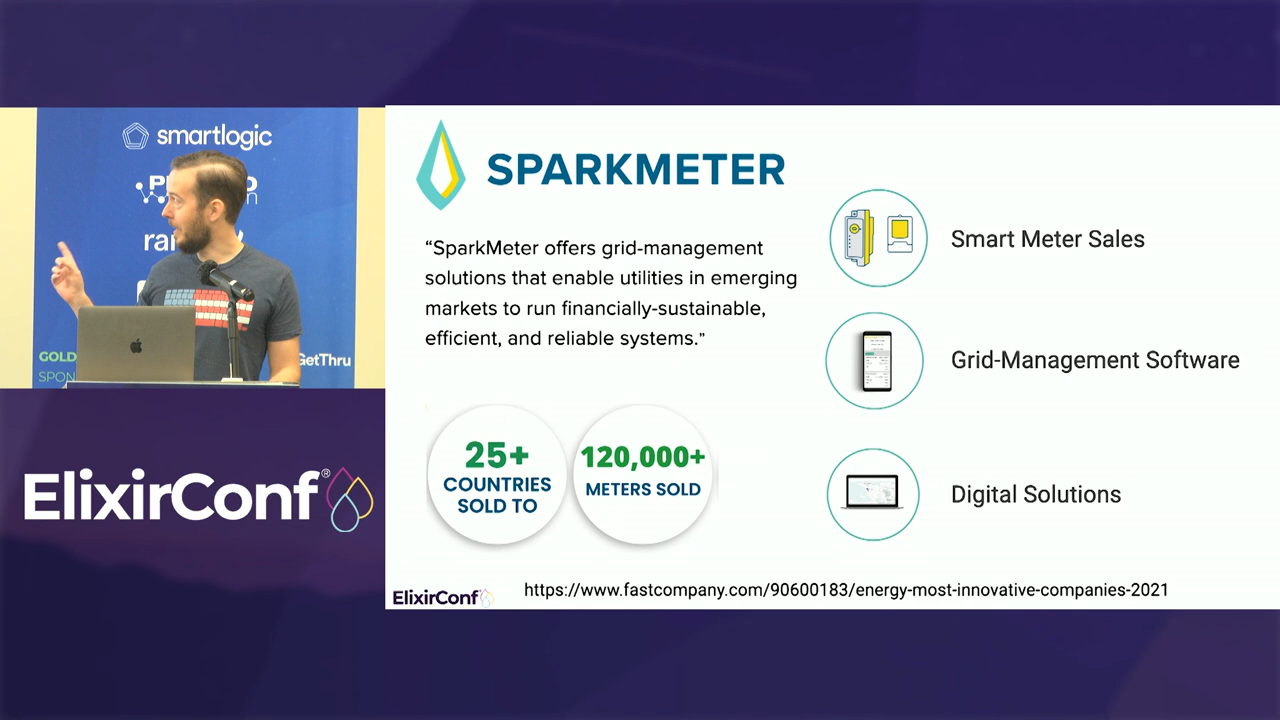 smartlogic
GOLD
SPON
GetThru
ElixirConf®
SPARKMETER
“SparkMeter offers grid-management
solutions that enable utilities in emerging
markets to run financially-sustainable,
efficient, and reliable systems.”
25+
COUNTRIES
SOLD TO
120,000+
METERS SOLD
Smart Meter Sales
Grid-Management Software
Digital Solutions
ElixirConf
https://www.fastcompany.com/90600183/energy-most-innovative-companies-2021